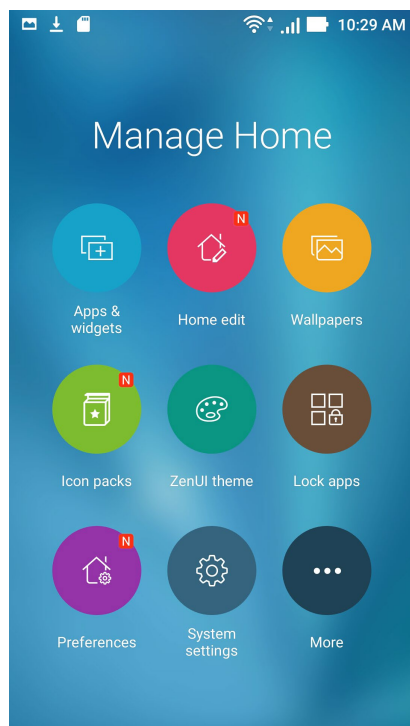 10:29 AM
Manage Home
N
Apps &
widgets
Home edit
Wallpapers
N
Icon packs
ZenUI theme
Lock apps
N
Preferences
System
settings
More